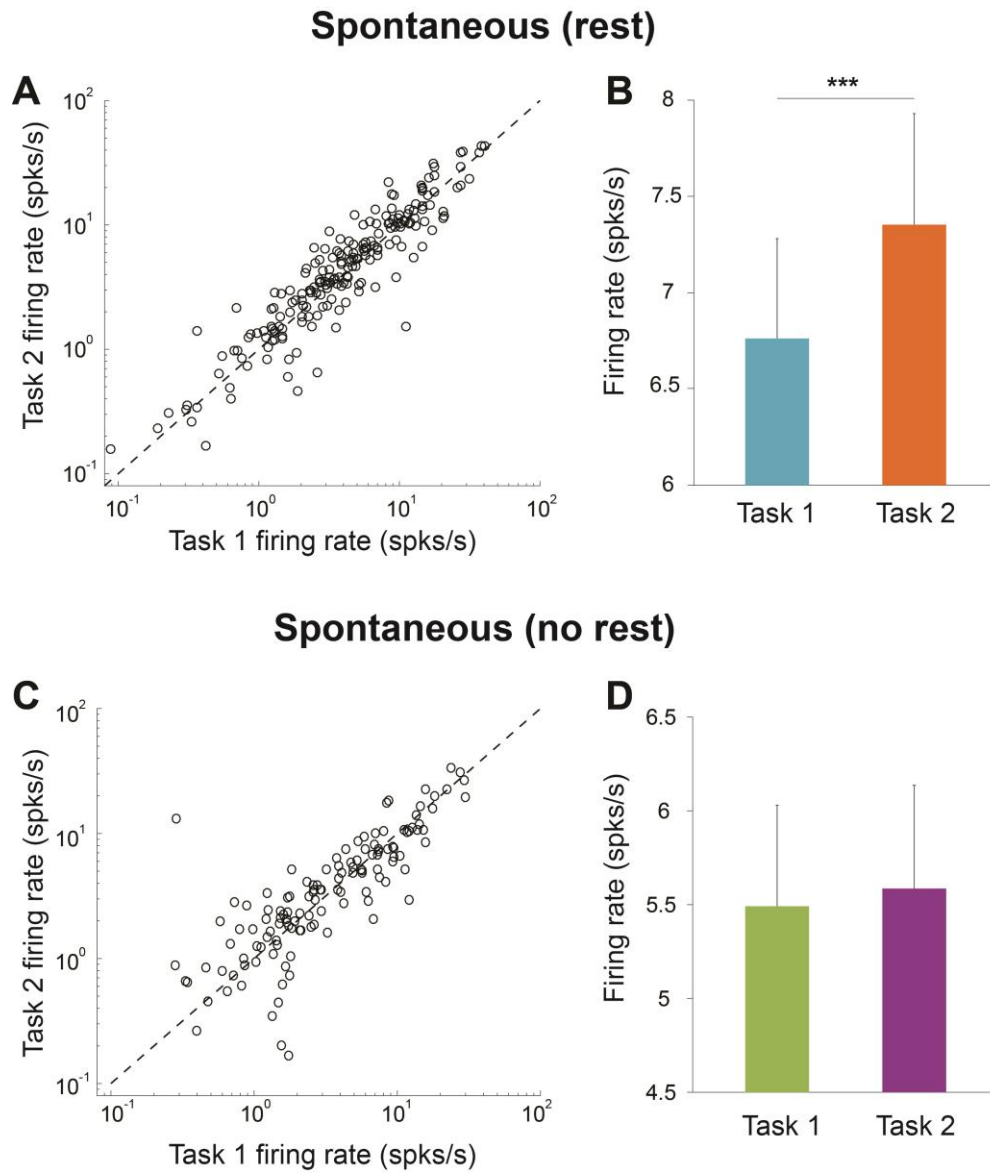 Spontaneous (rest)
A
Task 2 firing rate (spks/s)
10²
10¹
10⁰
10⁻¹
10⁻¹ 10⁰ 10¹ 10²
Task 1 firing rate (spks/s)
B
***
Firing rate (spks/s)
8
7.5
7
6.5
6
Task 1 Task 2
Spontaneous (no rest)
C
Task 2 firing rate (spks/s)
10²
10¹
10⁰
10⁻¹
10⁻¹ 10⁰ 10¹ 10²
Task 1 firing rate (spks/s)
D
Firing rate (spks/s)
6.5
6
5.5
5
4.5
Task 1 Task 2